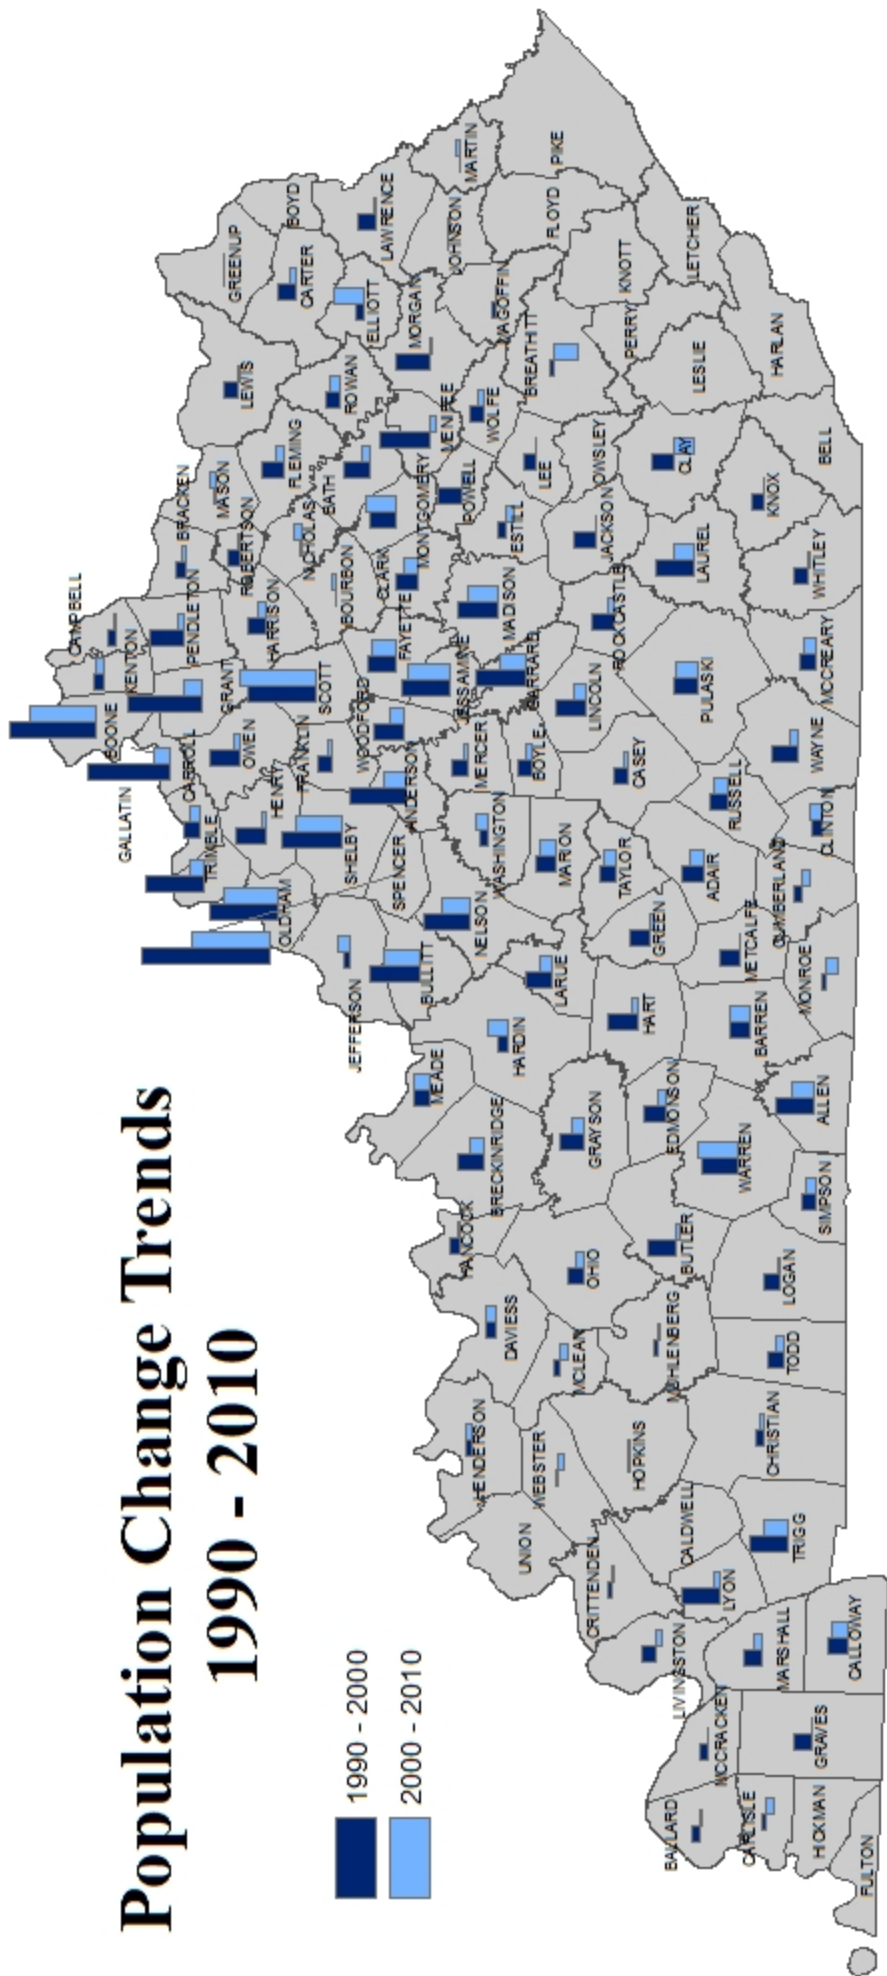 Population Change Trends
1990 - 2010
1990 - 2000
2000 - 2010
CAMPBELL
BOONE
KENTON
GALLATIN
CARROLL
GRANT
PENDLETON
BRACKEN
MASON
ROBERTSON
LEWIS
GREENUP
BOYD
CARTER
TRIMBLE
HENRY
OWEN
HARRISON
NICHOLAS
FLEMING
ROWAN
ELLIOTT
LAWRENCE
OLDHAM
SHELBY
FRANKLIN
SCOTT
BOURBON
BATH
JEFFERSON
SPENCER
ANDERSON
WOODFORD
FAYETTE
CLARK
MONTGOMERY
MENIFEE
MORGAN
JOHNSON
MARTIN
MEADE
BULLITT
NELSON
WASHINGTON
MERCER
JESSAMINE
MADISON
ESTILL
POWELL
WOLFE
MAGOFFIN
FLOYD
PIKE
HANCOCK
BRECKINRIDGE
HARDIN
LARUE
MARION
BOYLE
GARRARD
LEE
BREATHITT
KNOTT
HENDERSON
DAVIESS
OHIO
GRAYSON
HART
GREEN
TAYLOR
CASEY
LINCOLN
ROCKCASTLE
JACKSON
OWSLEY
PERRY
LETCHER
UNION
WEBSTER
MCLEAN
MUHLENBERG
BUTLER
EDMONSON
BARREN
METCALFE
ADAIR
RUSSELL
PULASKI
LAUREL
CLAY
LESLIE
HARLAN
CRITTENDEN
HOPKINS
CALDWELL
CHRISTIAN
TODD
LOGAN
WARREN
SIMPSON
ALLEN
MONROE
CUMBERLAND
CLINTON
WAYNE
MCCREARY
WHITLEY
KNOX
BELL
LIVINGSTON
LYON
TRIGG
BALLARD
MCCRACKEN
MARSHALL
CALLOWAY
CARLISLE
GRAVES
HICKMAN
FULTON